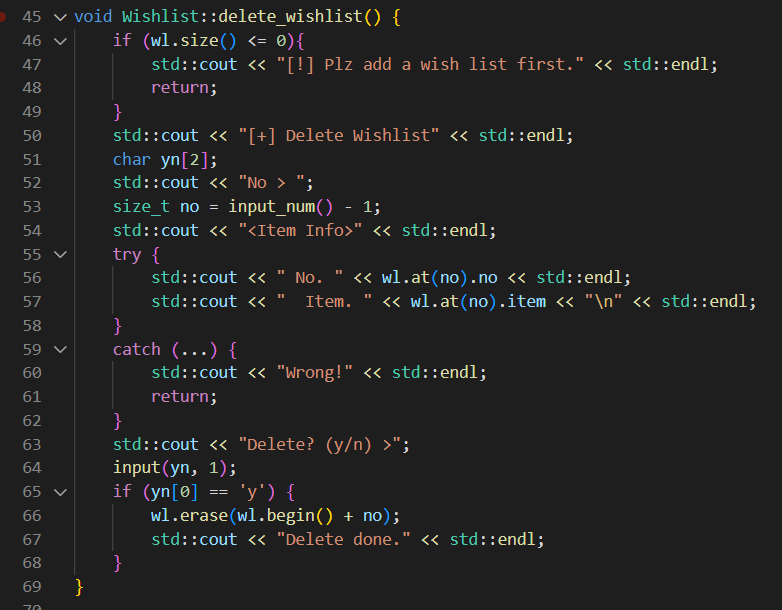 45 void Wishlist::delete_wishlist() {
46     if (wl.size() <= 0){
47         std::cout << "[!] Plz add a wish list first." << std::endl;
48         return;
49     }
50     std::cout << "[+] Delete Wishlist" << std::endl;
51     char yn[2];
52     std::cout << "No > ";
53     size_t no = input_num() - 1;
54     std::cout << "<Item Info>" << std::endl;
55     try {
56         std::cout << " No. " << wl.at(no).no << std::endl;
57         std::cout << "  Item. " << wl.at(no).item << "\n" << std::endl;
58     }
59     catch (...) {
60         std::cout << "Wrong!" << std::endl;
61         return;
62     }
63     std::cout << "Delete? (y/n) >";
64     input(yn, 1);
65     if (yn[0] == 'y') {
66         wl.erase(wl.begin() + no);
67         std::cout << "Delete done." << std::endl;
68     }
69 }
70